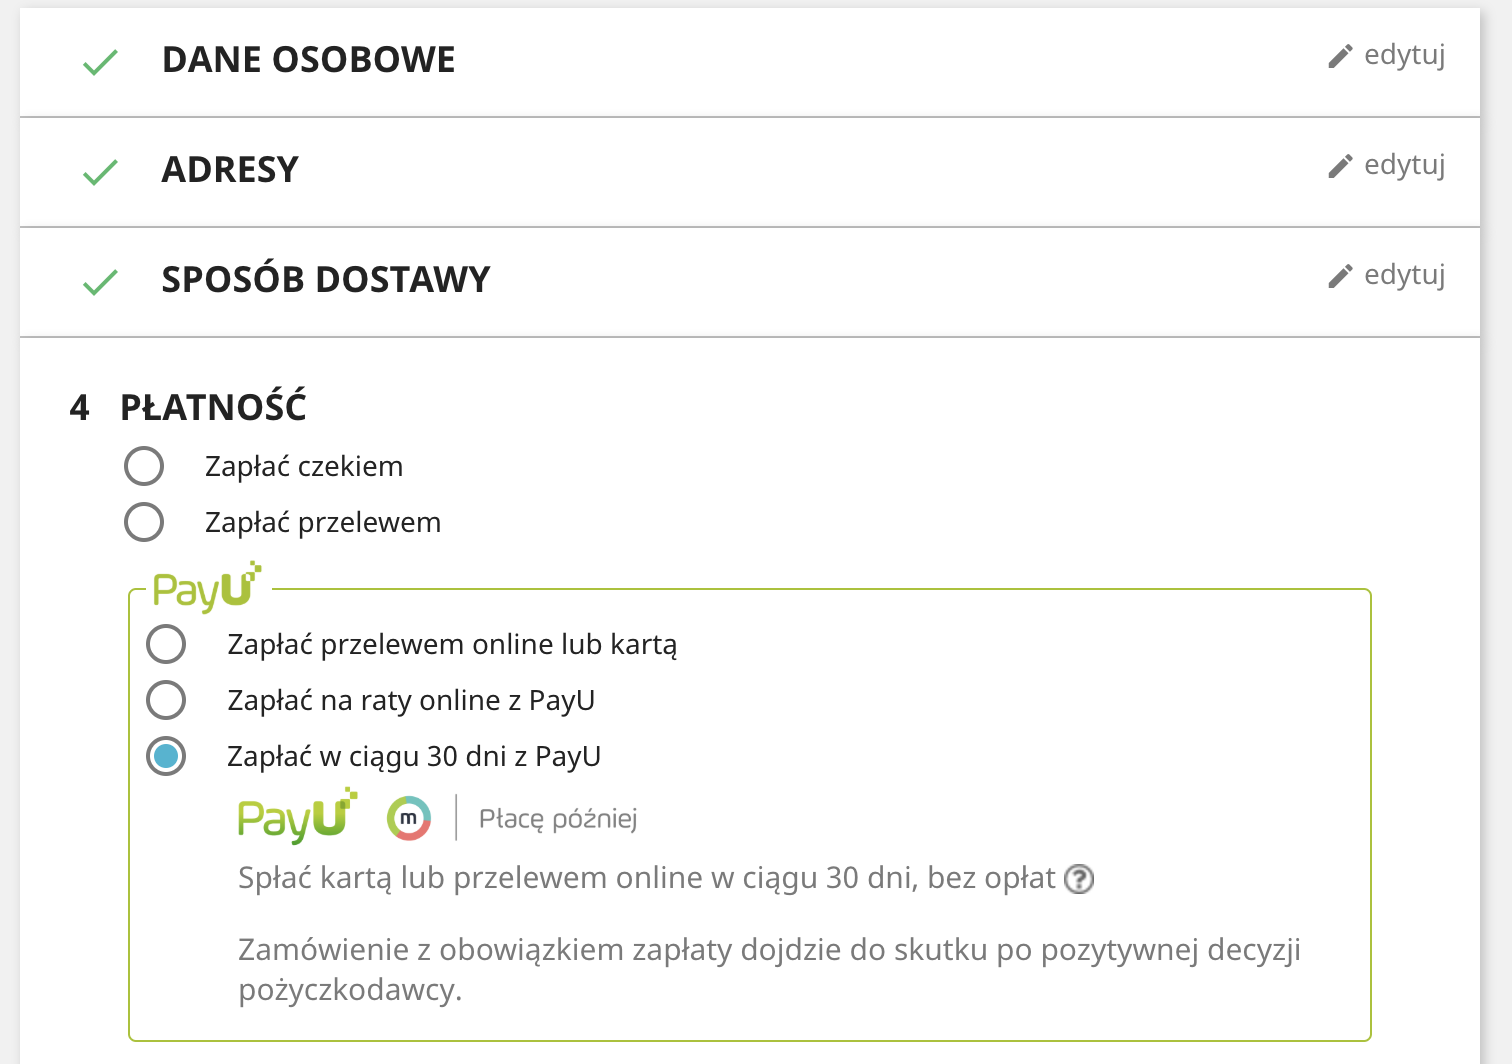 DANE OSOBOWE
edytuj
ADRESY
edytuj
SPOSÓB DOSTAWY
edytuj
4 PŁATNOŚĆ
Zapłać czekiem
Zapłać przelewem
PayU
Zapłać przelewem online lub kartą
Zapłać na raty online z PayU
Zapłać w ciągu 30 dni z PayU
PayU m | Płacę później
Spłać kartą lub przelewem online w ciągu 30 dni, bez opłat ?
Zamówienie z obowiązkiem zapłaty dojdzie do skutku po pozytywnej decyzji
pożyczkodawcy.